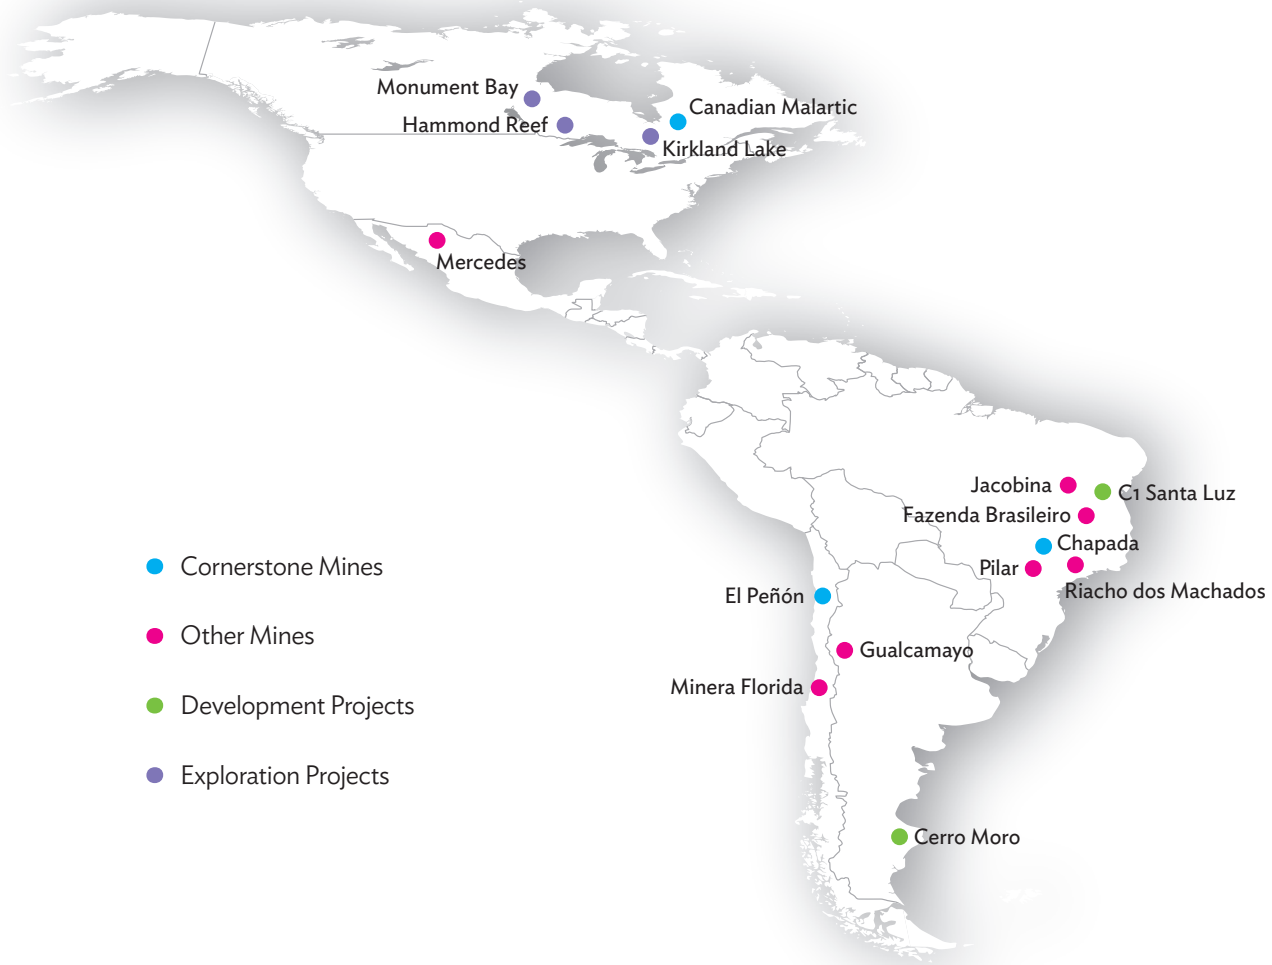 Monument Bay
Canadian Malartic
Hammond Reef
Kirkland Lake
Mercedes
Jacobina
C1 Santa Luz
Fazenda Brasileiro
Chapada
Pilar
Riacho dos Machados
El Peñón
Gualcamayo
Minera Florida
Cerro Moro
Cornerstone Mines
Other Mines
Development Projects
Exploration Projects